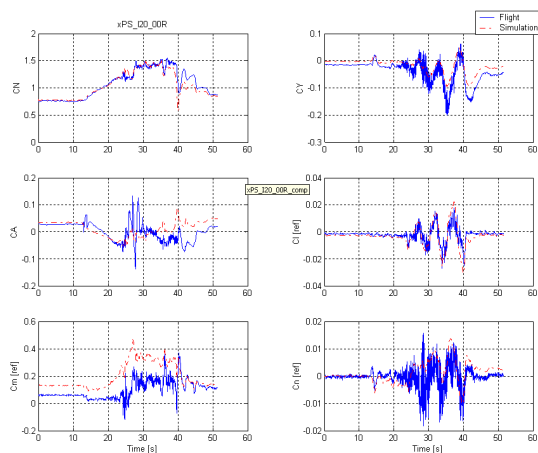 xPS_I20_00R
Flight
Simulation
2
1.5
1
0.5
0
CN
0 10 20 30 40 50 60
0.1
0
-0.1
-0.2
-0.3
CY
0 10 20 30 40 50 60
xPS_I20_00R_comp
0.2
0.1
0
-0.1
-0.2
CA
0 10 20 30 40 50 60
0.04
0.02
0
-0.02
-0.04
Cl [ref]
0 10 20 30 40 50 60
0.6
0.4
0.2
0
-0.2
Cm [ref]
0 10 20 30 40 50 60
Time [s]
0.02
0.01
0
-0.01
-0.02
Cn [ref]
0 10 20 30 40 50 60
Time [s]